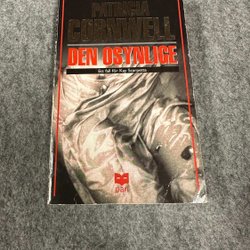 PATRICIA
CORNWELL
DEN OSYNLIGE
Ett fall för Kay Scarpetta